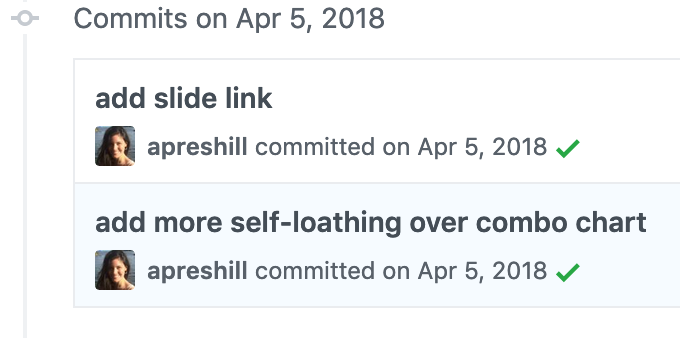 Commits on Apr 5, 2018
add slide link
apreshill committed on Apr 5, 2018
add more self-loathing over combo chart
apreshill committed on Apr 5, 2018